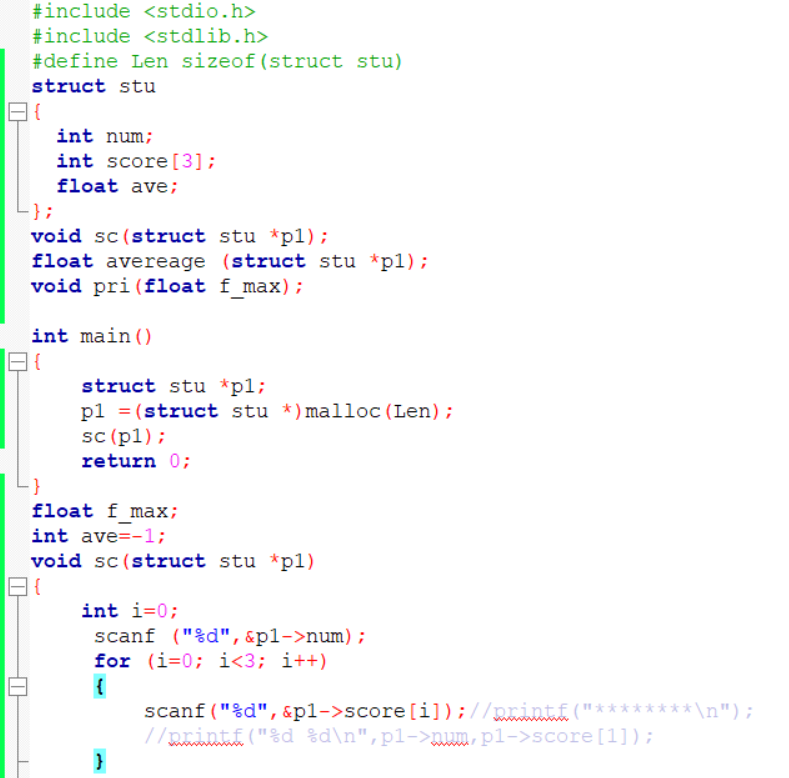 #include <stdio.h>
#include <stdlib.h>
#define Len sizeof(struct stu)
struct stu
{
int num;
int score[3];
float ave;
};
void sc(struct stu *p1);
float avereage (struct stu *p1);
void pri(float f_max);
int main()
{
struct stu *p1;
p1 =(struct stu *)malloc(Len);
sc(p1);
return 0;
}
float f_max;
int ave=-1;
void sc(struct stu *p1)
{
int i=0;
scanf ("%d",&p1->num);
for (i=0; i<3; i++)
{
scanf("%d",&p1->score[i]);//printf("********\n");
//printf("%d %d\n",p1->num,p1->score[1]);
}